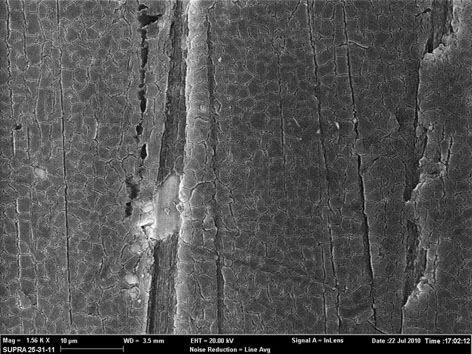 Mag = 1.56 K X 10 µm WD = 3.5 mm EHT = 20.00 kV Signal A = InLens Date :22 Jul 2010 Time :17:02:12
SUPRA 25-31-11 Noise Reduction = Line Avg